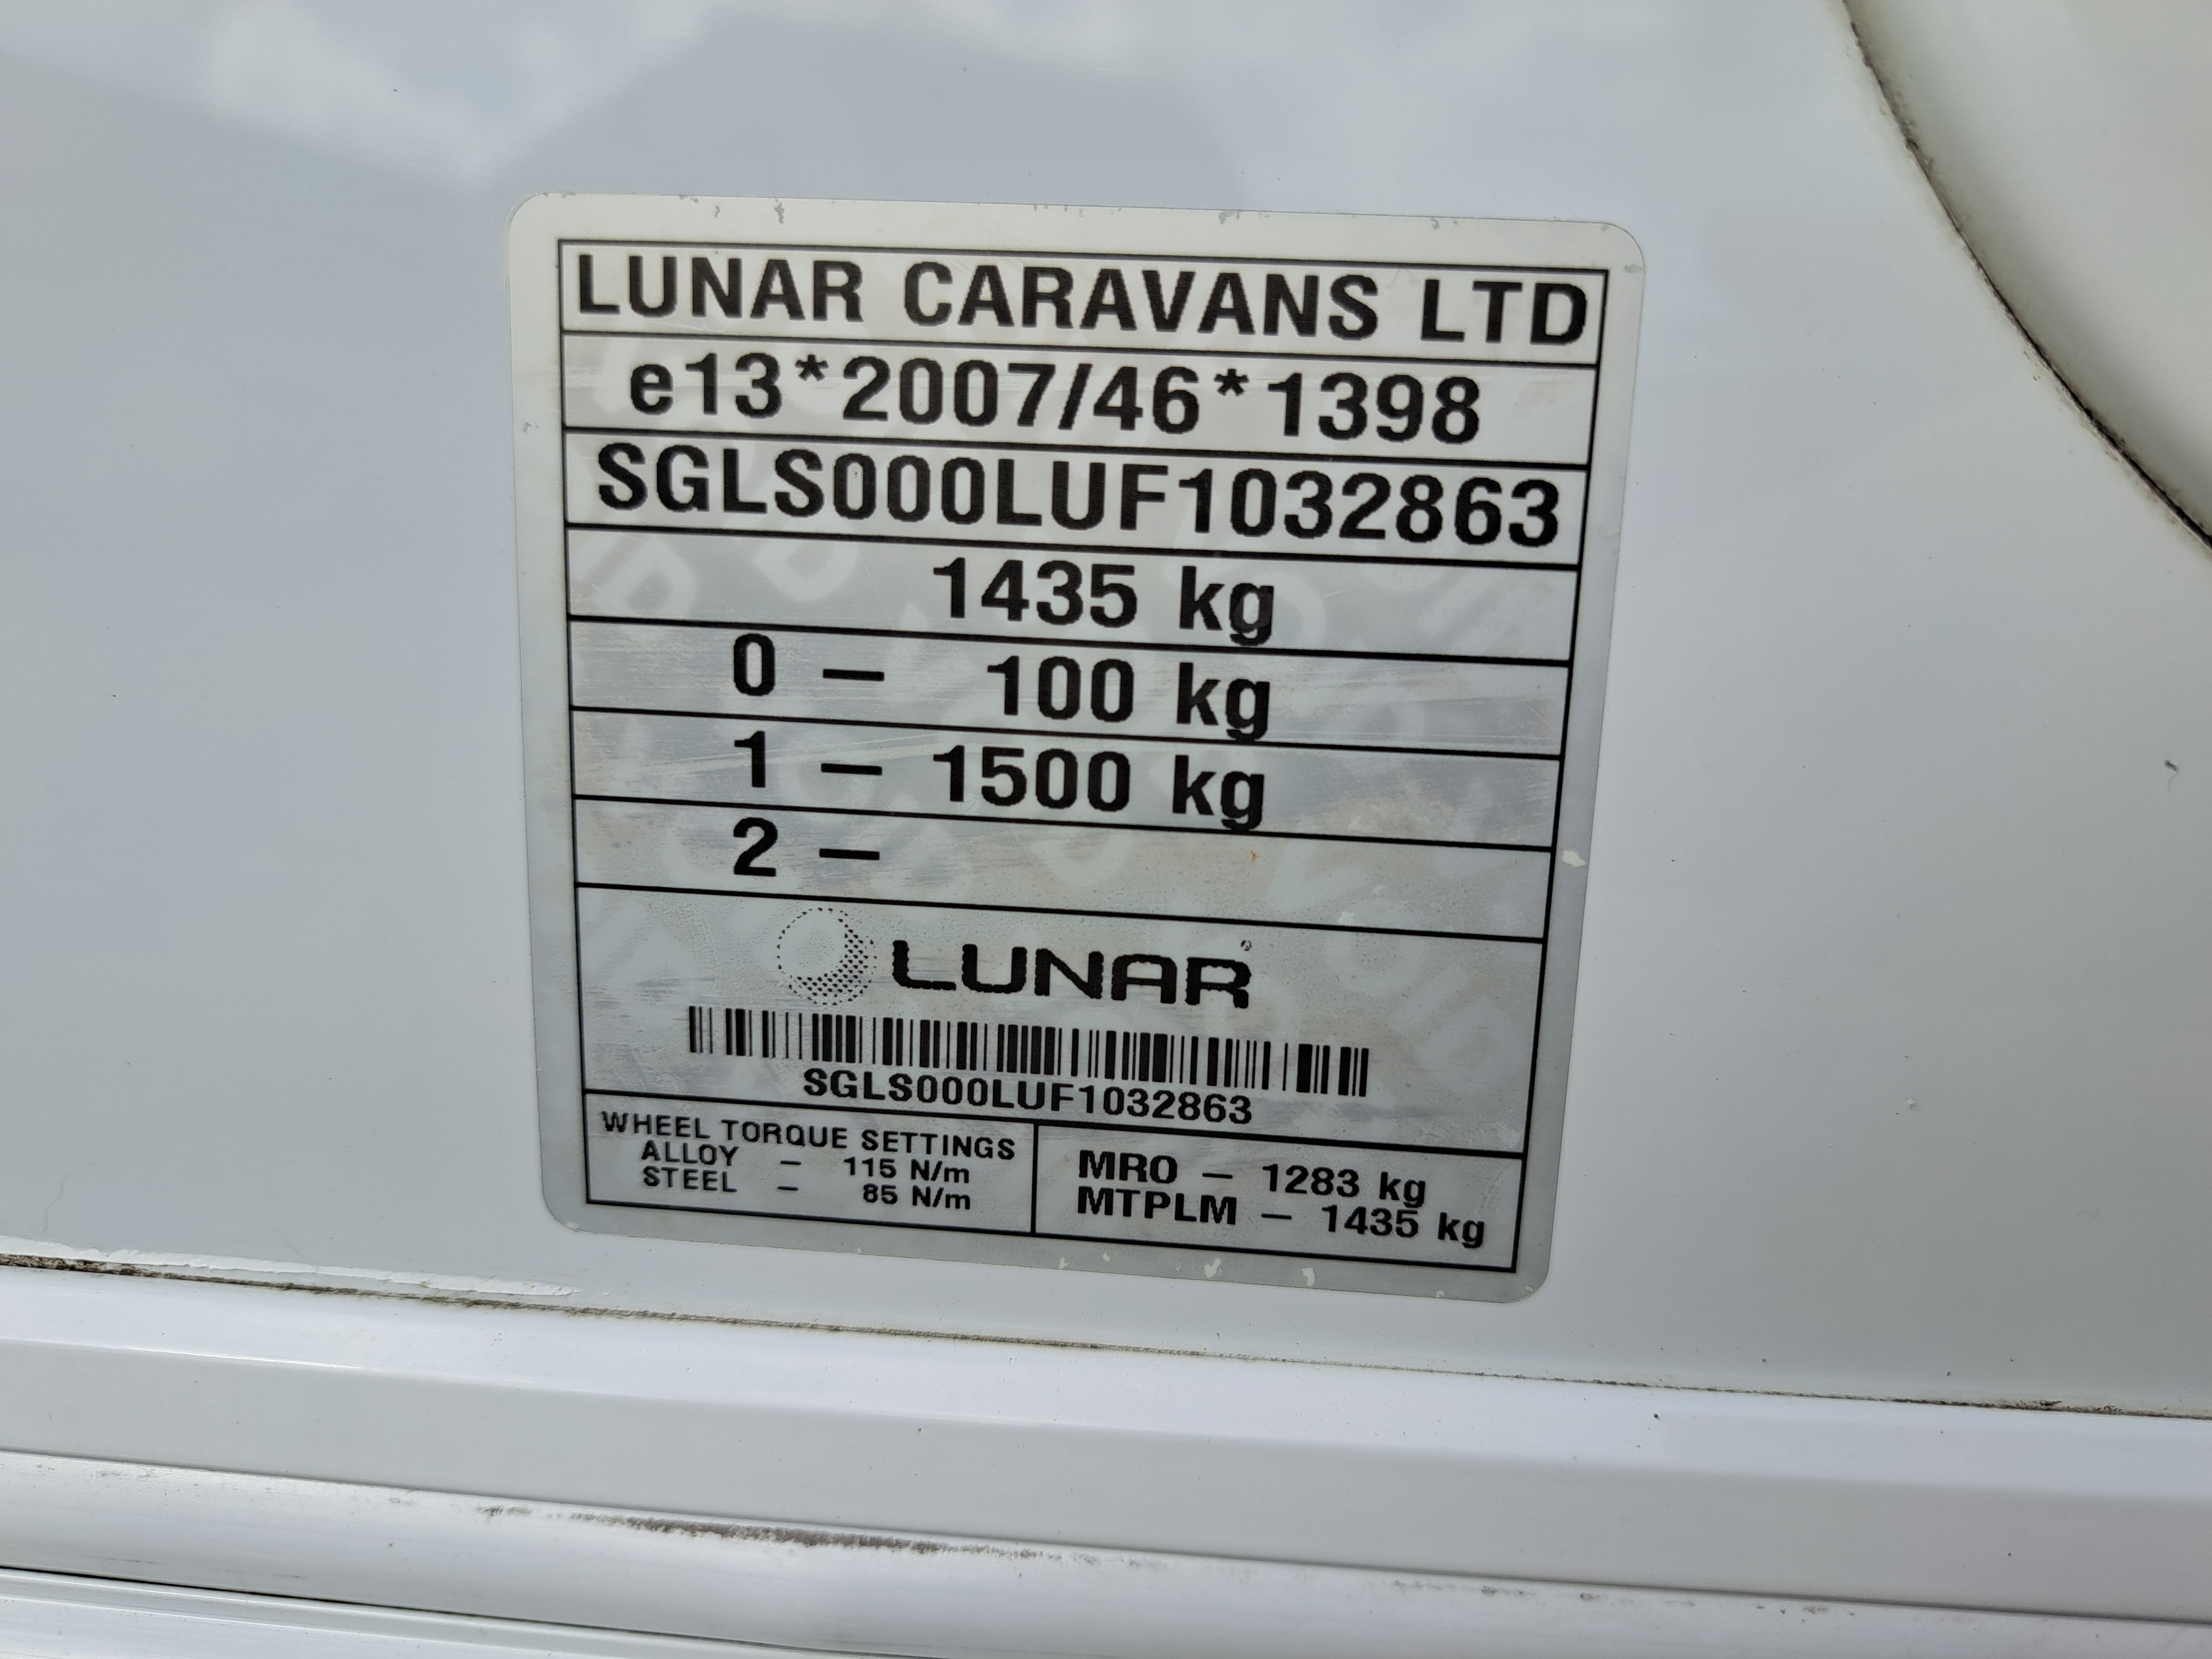 LUNAR CARAVANS LTD
e13*2007/46*1398
SGLS000LUF1032863
1435 kg
0 – 100 kg
1 – 1500 kg
2 –
LUNAR
SGLS000LUF1032863
WHEEL TORQUE SETTINGS
ALLOY – 115 N/m
STEEL – 85 N/m
MRO – 1283 kg
MTPLM – 1435 kg